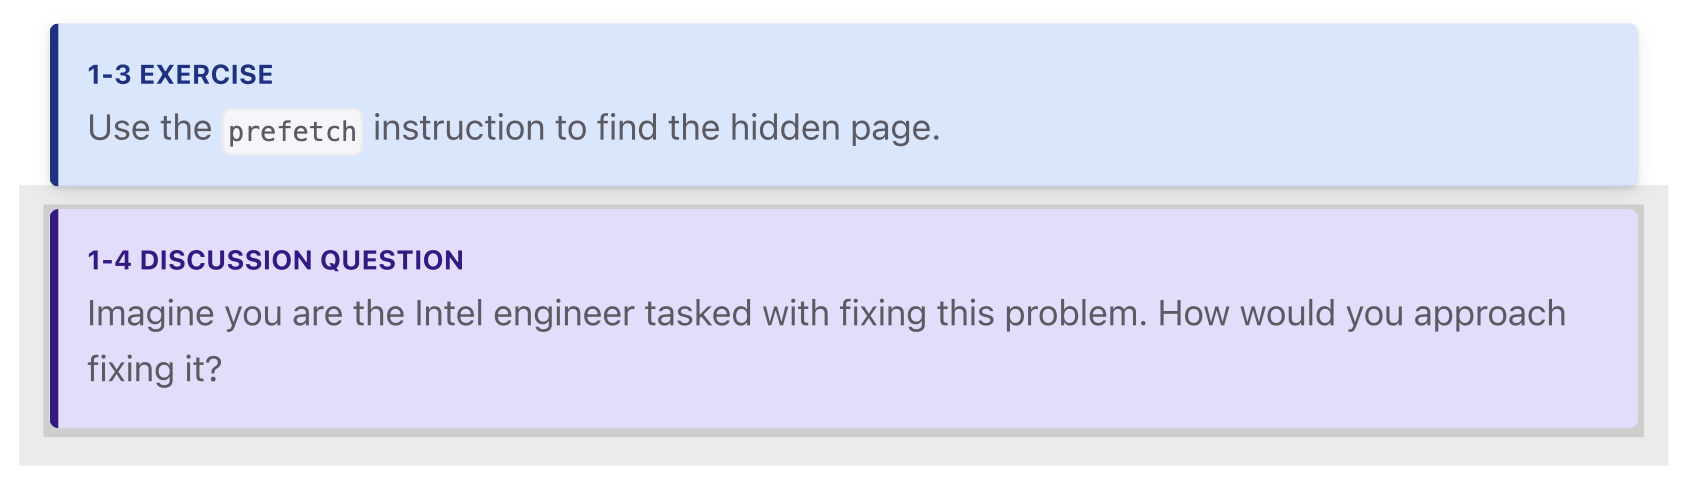 1-3 EXERCISE
Use the prefetch instruction to find the hidden page.
1-4 DISCUSSION QUESTION
Imagine you are the Intel engineer tasked with fixing this problem. How would you approach
fixing it?